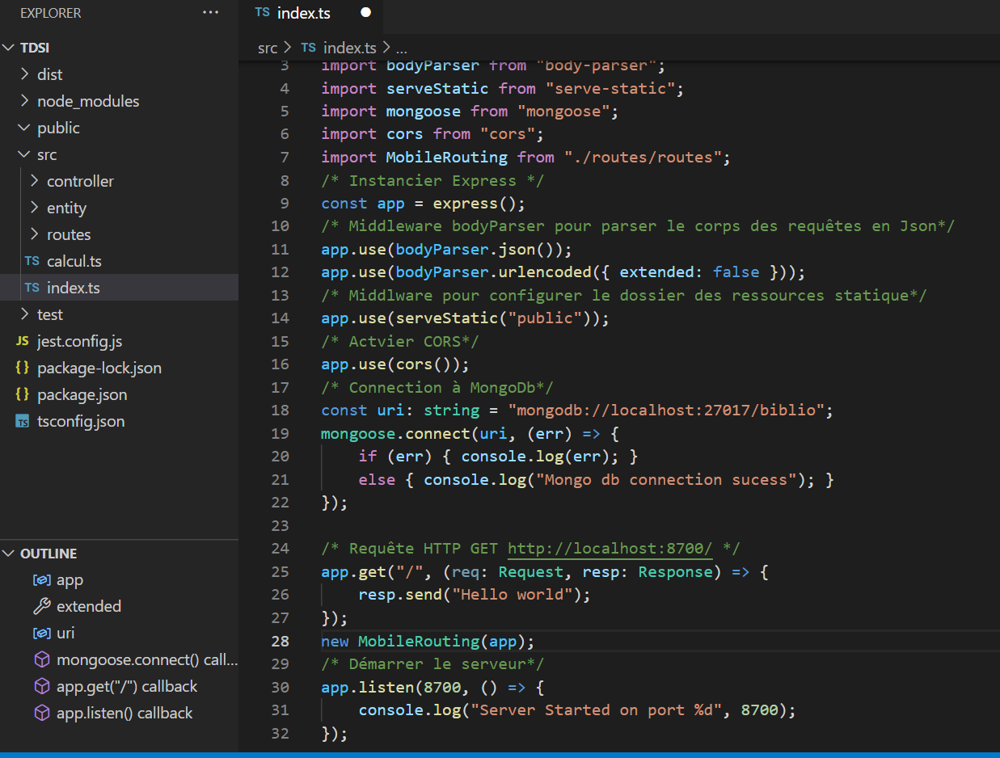 EXPLORER
TDSI
dist
node_modules
public
src
controller
entity
routes
TS calcul.ts
TS index.ts
test
JS jest.config.js
{} package-lock.json
{} package.json
TS tsconfig.json
OUTLINE
app
extended
uri
mongoose.connect() call...
app.get("/") callback
app.listen() callback
TS index.ts
src > TS index.ts > ...
3 import bodyParser from "body-parser";
4 import serveStatic from "serve-static";
5 import mongoose from "mongoose";
6 import cors from "cors";
7 import MobileRouting from "./routes/routes";
8 /* Instancier Express */
9 const app = express();
10 /* Middleware bodyParser pour parser le corps des requêtes en Json*/
11 app.use(bodyParser.json());
12 app.use(bodyParser.urlencoded({ extended: false }));
13 /* Middlware pour configurer le dossier des ressources statique*/
14 app.use(serveStatic("public"));
15 /* Actvier CORS*/
16 app.use(cors());
17 /* Connection à MongoDb*/
18 const uri: string = "mongodb://localhost:27017/biblio";
19 mongoose.connect(uri, (err) => {
20 if (err) { console.log(err); }
21 else { console.log("Mongo db connection sucess"); }
22 });
23
24 /* Requête HTTP GET http://localhost:8700/ */
25 app.get("/", (req: Request, resp: Response) => {
26 resp.send("Hello world");
27 });
28 new MobileRouting(app);
29 /* Démarrer le serveur*/
30 app.listen(8700, () => {
31 console.log("Server Started on port %d", 8700);
32 });